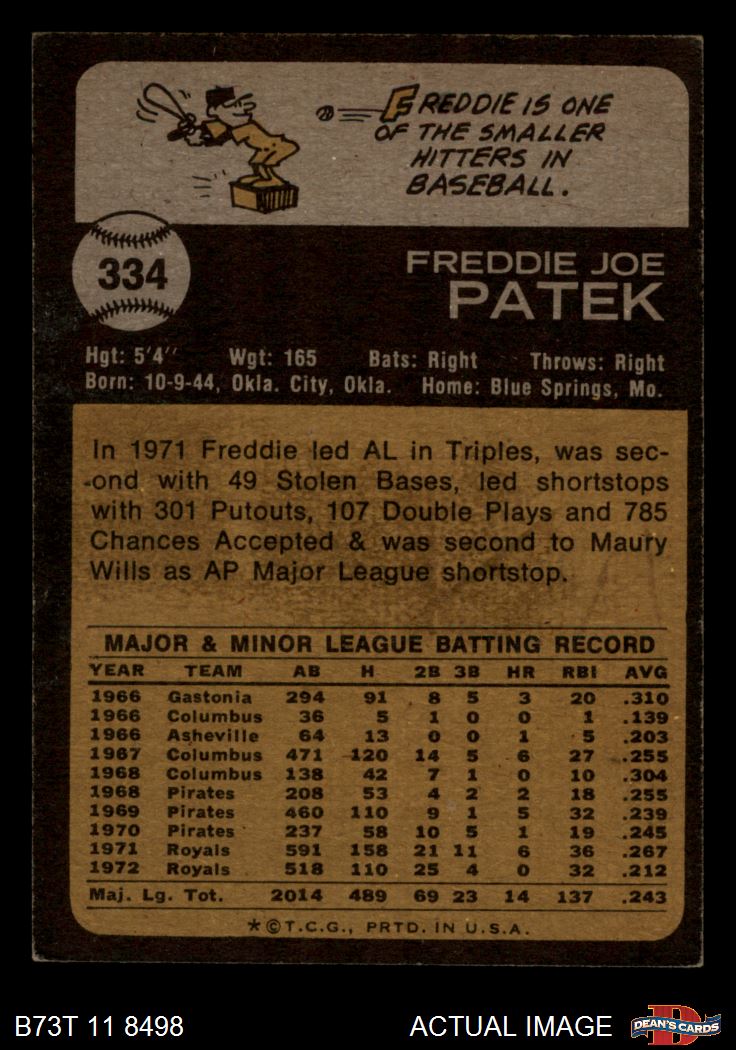 FREDDIE IS ONE
OF THE SMALLER
HITTERS IN
BASEBALL.
334
FREDDIE JOE
PATEK
Hgt: 5'4" Wgt: 165 Bats: Right Throws: Right
Born: 10-9-44, Okla. City, Okla. Home: Blue Springs, Mo.
In 1971 Freddie led AL in Triples, was sec-
ond with 49 Stolen Bases, led shortstops
with 301 Putouts, 107 Double Plays and 785
Chances Accepted & was second to Maury
Wills as AP Major League shortstop.
MAJOR & MINOR LEAGUE BATTING RECORD
YEAR TEAM AB H 2B 3B HR RBI AVG
1966 Gastonia 294 91 8 5 3 20 .310
1966 Columbus 36 5 1 0 0 1 .139
1966 Asheville 64 13 0 0 1 5 .203
1967 Columbus 471 120 14 5 6 27 .255
1968 Columbus 138 42 7 1 0 10 .304
1968 Pirates 208 53 4 2 2 18 .255
1969 Pirates 460 110 9 1 5 32 .239
1970 Pirates 237 58 10 5 1 19 .245
1971 Royals 591 158 21 11 6 36 .267
1972 Royals 518 110 25 4 0 32 .212
Maj. Lg. Tot. 2014 489 69 23 14 137 .243
*©T.C.G., PRTD. IN U.S.A.
B73T 11 8498 ACTUAL IMAGE DEAN'S CARDS